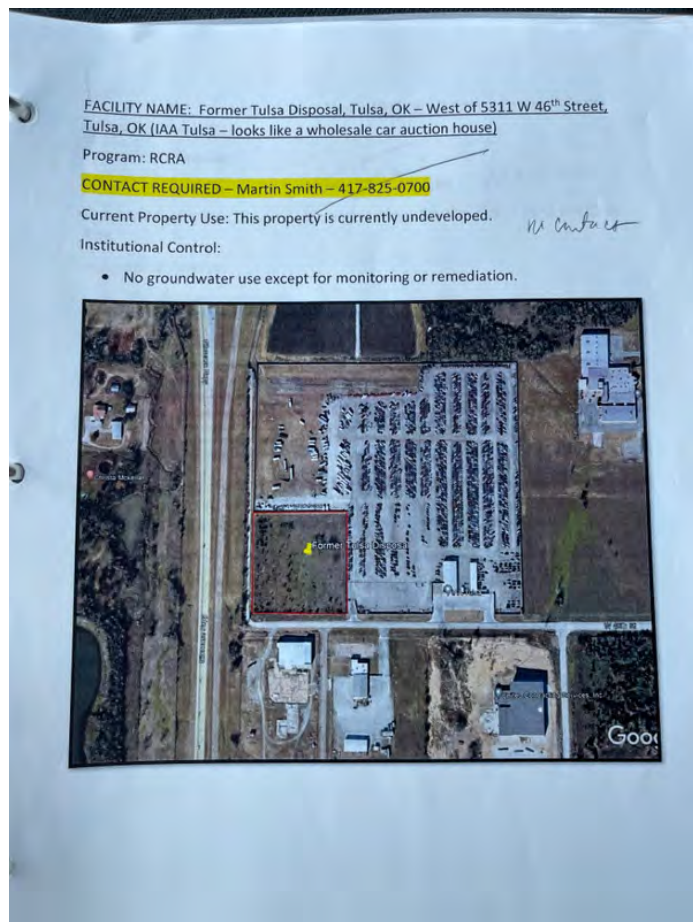 FACILITY NAME: Former Tulsa Disposal, Tulsa, OK – West of 5311 W 46th Street,
Tulsa, OK (IAA Tulsa – looks like a wholesale car auction house)
Program: RCRA
CONTACT REQUIRED – Martin Smith – 417-825-0700
Current Property Use: This property is currently undeveloped.
no contact
Institutional Control:
• No groundwater use except for monitoring or remediation.
Former Tulsa Disposal
Goo